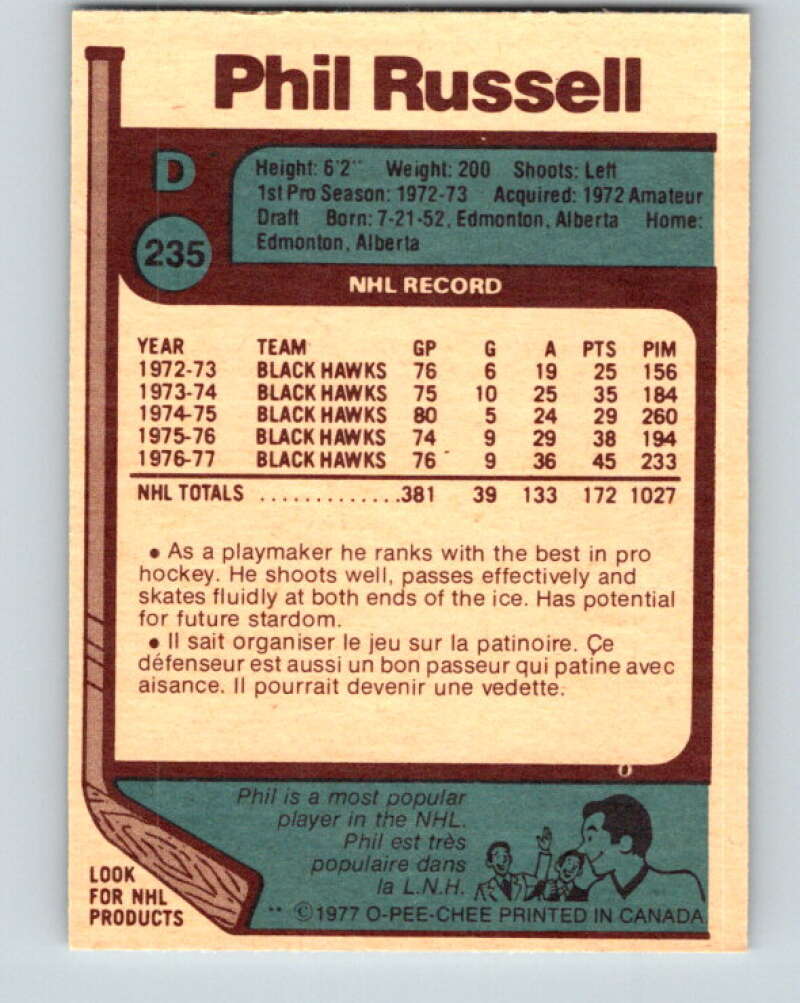 Phil Russell
D
235
Height: 6'2" Weight: 200 Shoots: Left
1st Pro Season: 1972-73 Acquired: 1972 Amateur
Draft Born: 7-21-52, Edmonton, Alberta Home:
Edmonton, Alberta
NHL RECORD
YEAR TEAM GP G A PTS PIM
1972-73 BLACK HAWKS 76 6 19 25 156
1973-74 BLACK HAWKS 75 10 25 35 184
1974-75 BLACK HAWKS 80 5 24 29 260
1975-76 BLACK HAWKS 74 9 29 38 194
1976-77 BLACK HAWKS 76 9 36 45 233
NHL TOTALS .............381 39 133 172 1027
• As a playmaker he ranks with the best in pro
hockey. He shoots well, passes effectively and
skates fluidly at both ends of the ice. Has potential
for future stardom.
• Il sait organiser le jeu sur la patinoire. Çe
défenseur est aussi un bon passeur qui patine avec
aisance. Il pourrait devenir une vedette.
Phil is a most popular
player in the NHL.
Phil est très
populaire dans
la L.N.H.
LOOK
FOR NHL
PRODUCTS
** ©1977 O-PEE-CHEE PRINTED IN CANADA